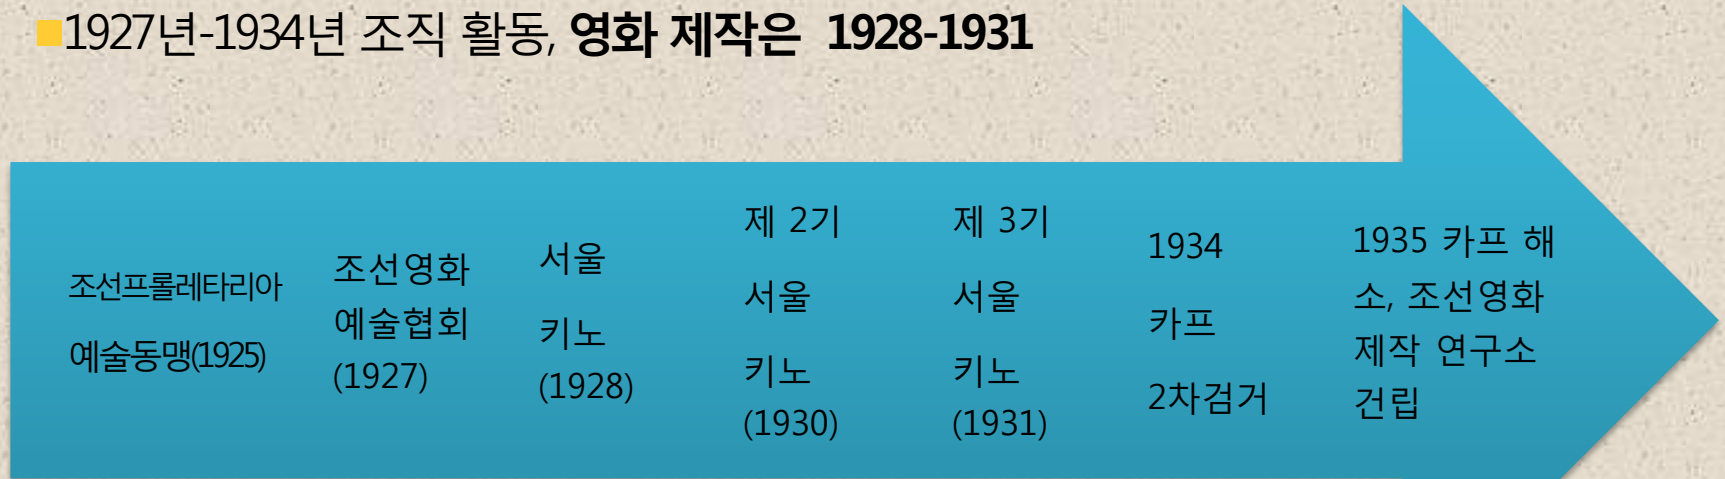 1927년-1934년 조직 활동, 영화 제작은 1928-1931
조선프롤레타리아
예술동맹(1925)
조선영화
예술협회
(1927)
서울
키노
(1928)
제 2기
서울
키노
(1930)
제 3기
서울
키노
(1931)
1934
카프
2차검거
1935 카프 해
소, 조선영화
제작 연구소
건립